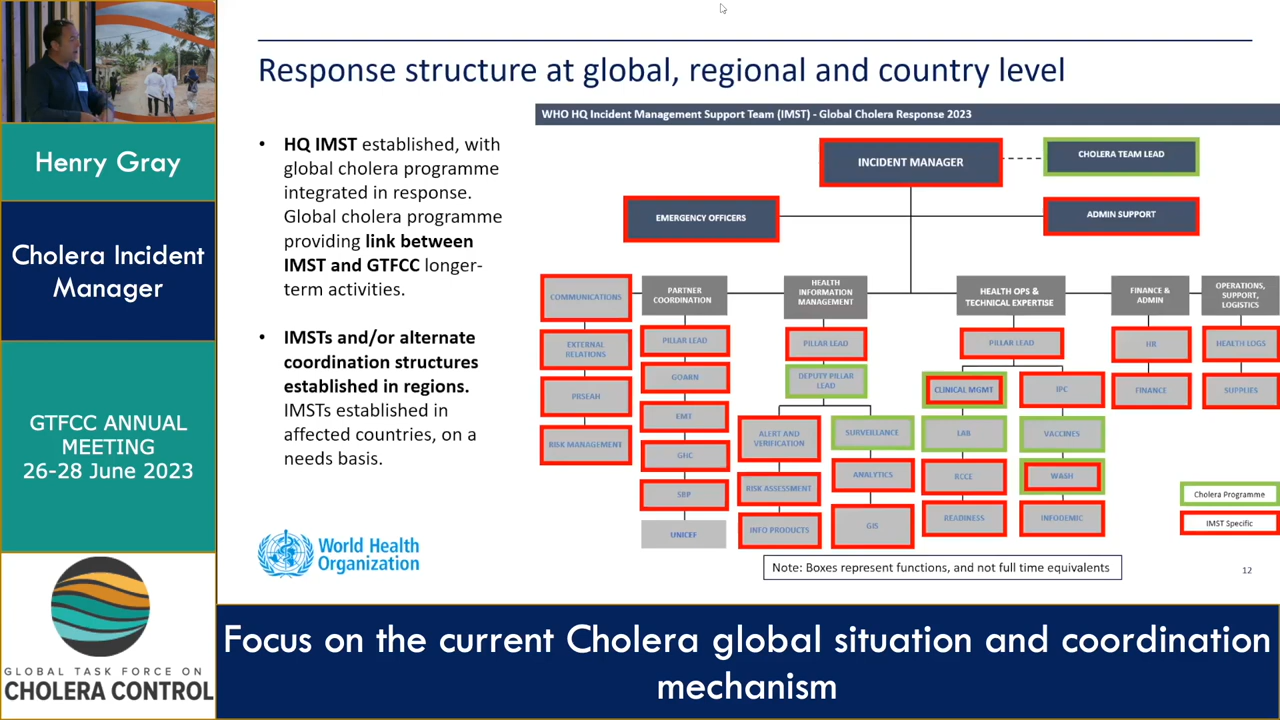 Henry Gray
Cholera Incident
Manager
GTFCC ANNUAL
MEETING
26-28 June 2023
GLOBAL TASK FORCE ON
CHOLERA CONTROL
Response structure at global, regional and country level
• HQ IMST established, with
global cholera programme
integrated in response.
Global cholera programme
providing link between
IMST and GTFCC longer-
term activities.
• IMSTs and/or alternate
coordination structures
established in regions.
IMSTs established in
affected countries, on a
needs basis.
World Health
Organization
WHO HQ Incident Management Support Team (IMST) - Global Cholera Response 2023
INCIDENT MANAGER
CHOLERA TEAM LEAD
EMERGENCY OFFICERS
ADMIN SUPPORT
COMMUNICATIONS
EXTERNAL
RELATIONS
PRSEAH
RISK MANAGEMENT
PARTNER
COORDINATION
PILLAR LEAD
GOARN
EMT
GHC
SBP
UNICEF
HEALTH
INFORMATION
MANAGEMENT
PILLAR LEAD
DEPUTY PILLAR
LEAD
ALERT AND
VERIFICATION
RISK ASSESSMENT
INFO PRODUCTS
SURVEILLANCE
ANALYTICS
GIS
HEALTH OPS &
TECHNICAL EXPERTISE
PILLAR LEAD
CLINICAL MGMT
LAB
RCCE
READINESS
IPC
VACCINES
WASH
INFODEMIC
FINANCE &
ADMIN
HR
FINANCE
OPERATIONS,
SUPPORT,
LOGISTICS
HEALTH LOGS
SUPPLIES
Cholera Programme
IMST Specific
Note: Boxes represent functions, and not full time equivalents
12
Focus on the current Cholera global situation and coordination
mechanism